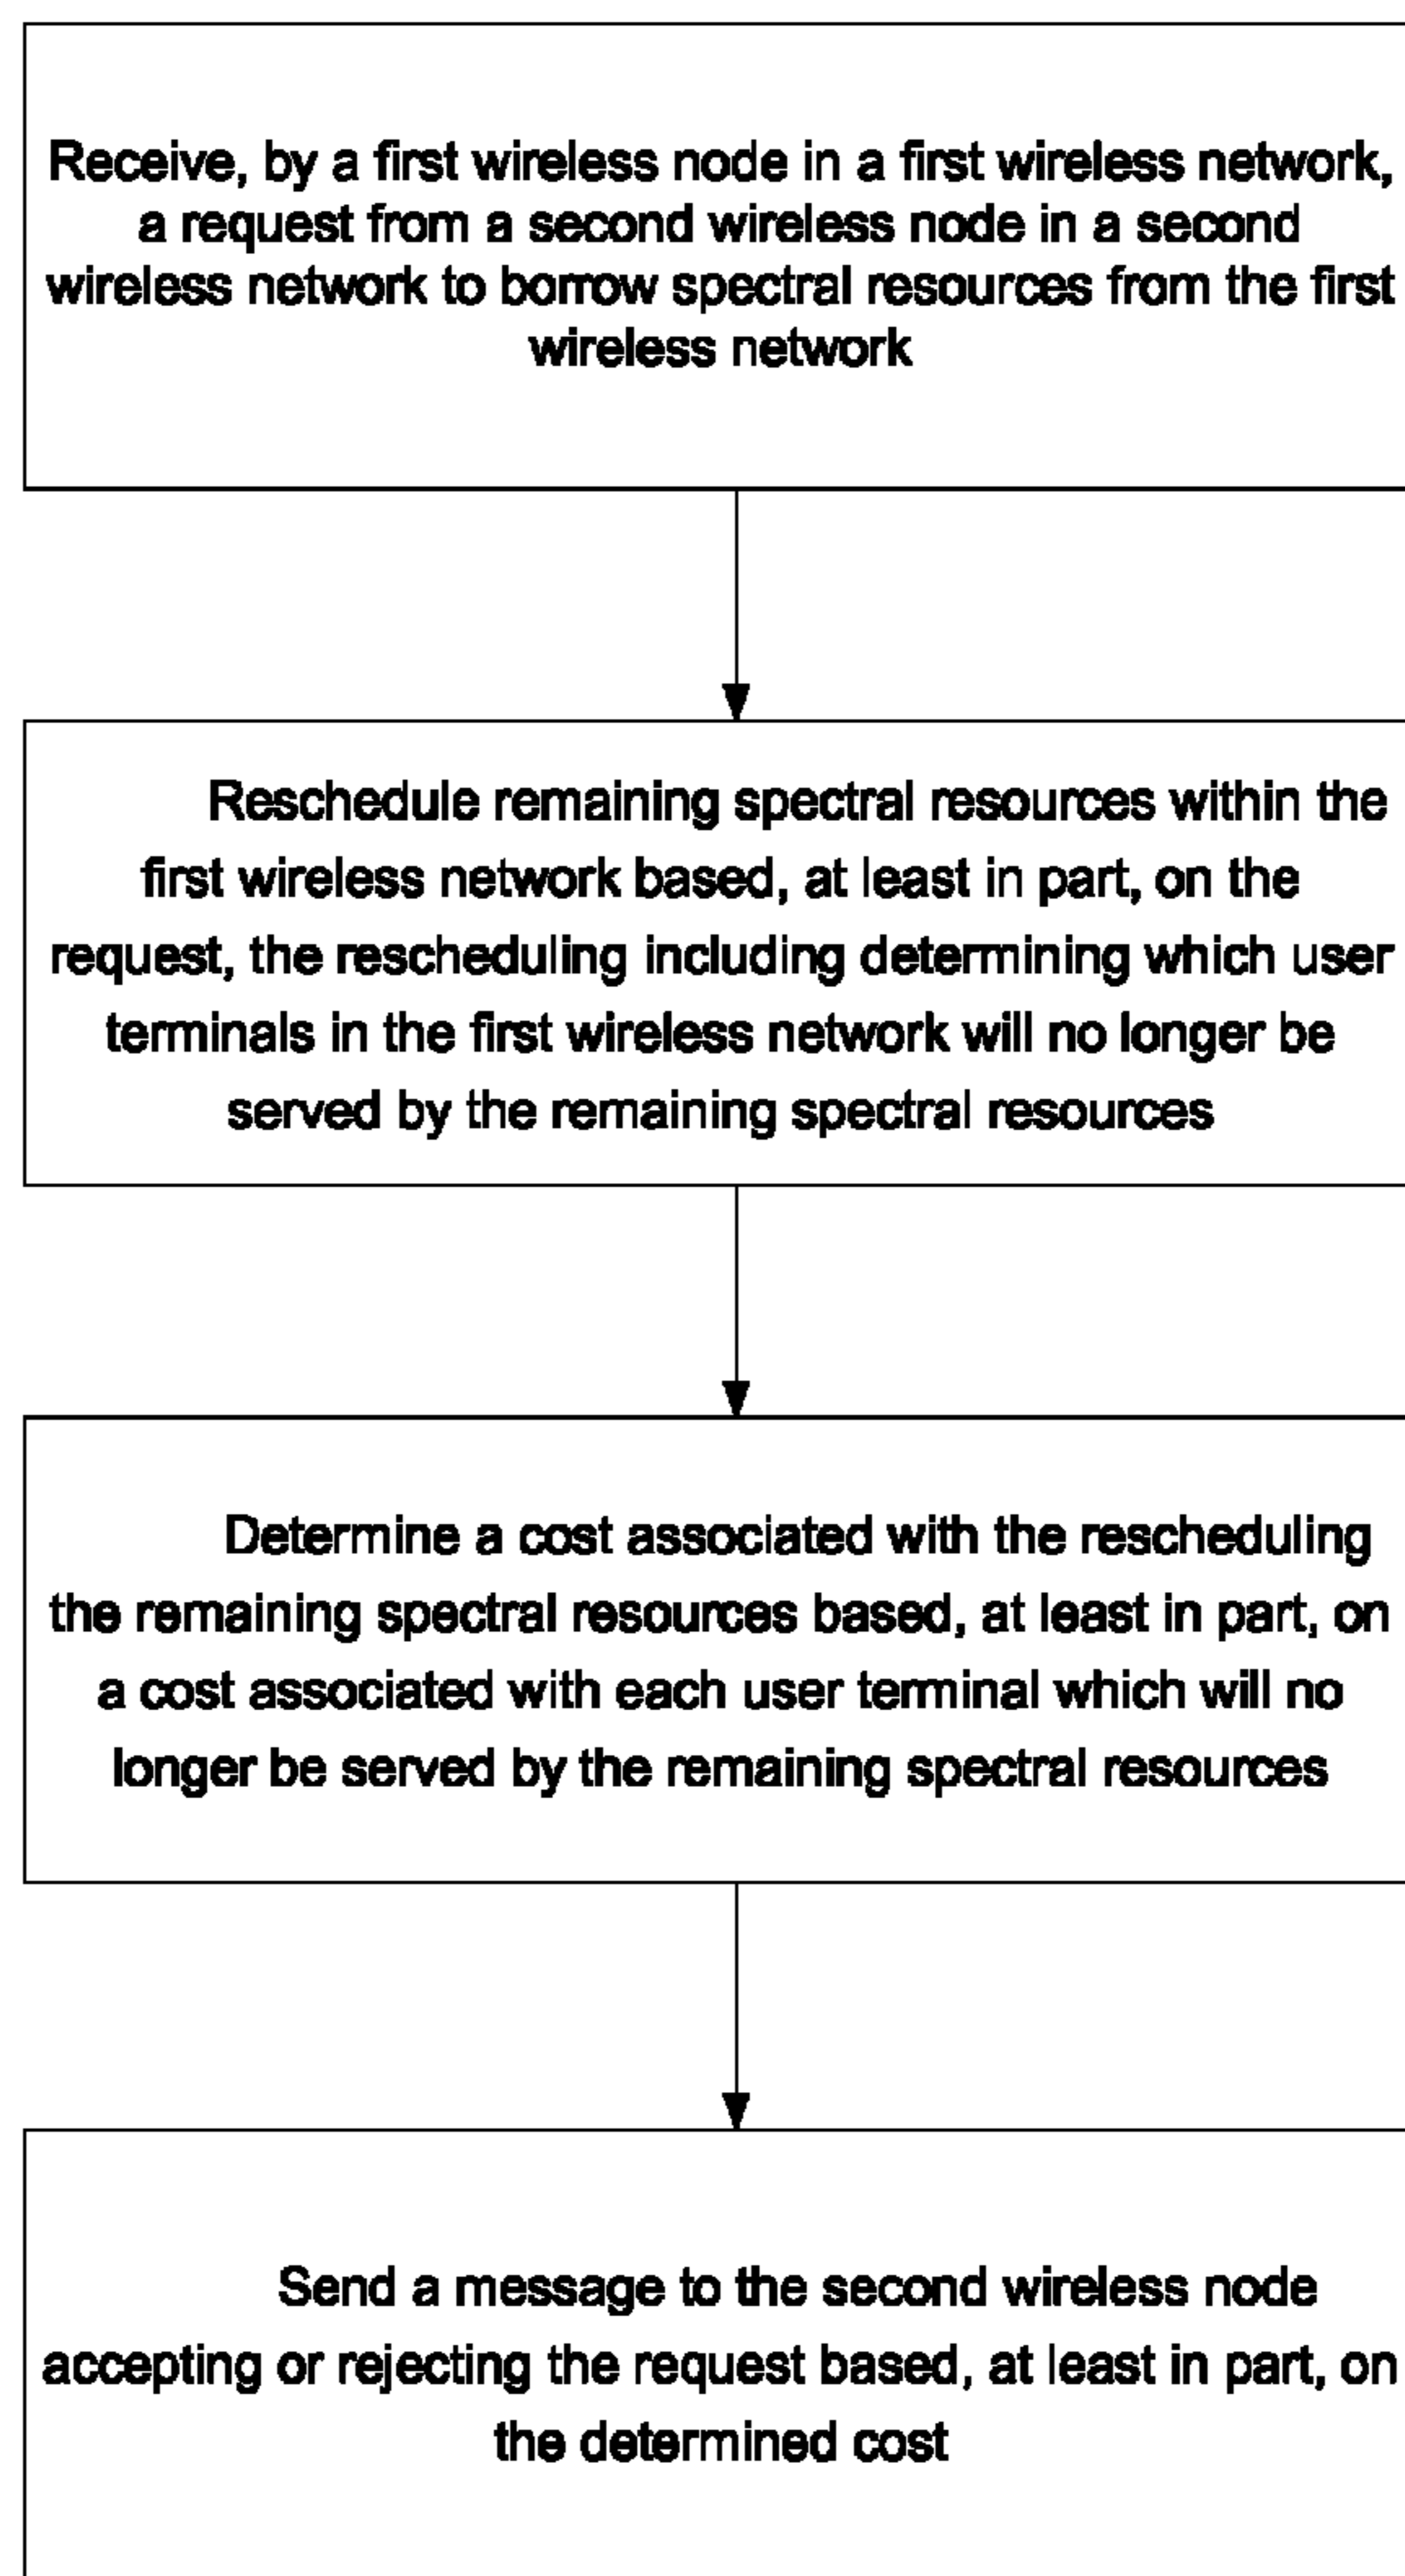 Receive, by a first wireless node in a first wireless network,
a request from a second wireless node in a second
wireless network to borrow spectral resources from the first
wireless network
Reschedule remaining spectral resources within the
first wireless network based, at least in part, on the
request, the rescheduling including determining which user
terminals in the first wireless network will no longer be
served by the remaining spectral resources
Determine a cost associated with the rescheduling
the remaining spectral resources based, at least in part, on
a cost associated with each user terminal which will no
longer be served by the remaining spectral resources
Send a message to the second wireless node
accepting or rejecting the request based, at least in part, on
the determined cost